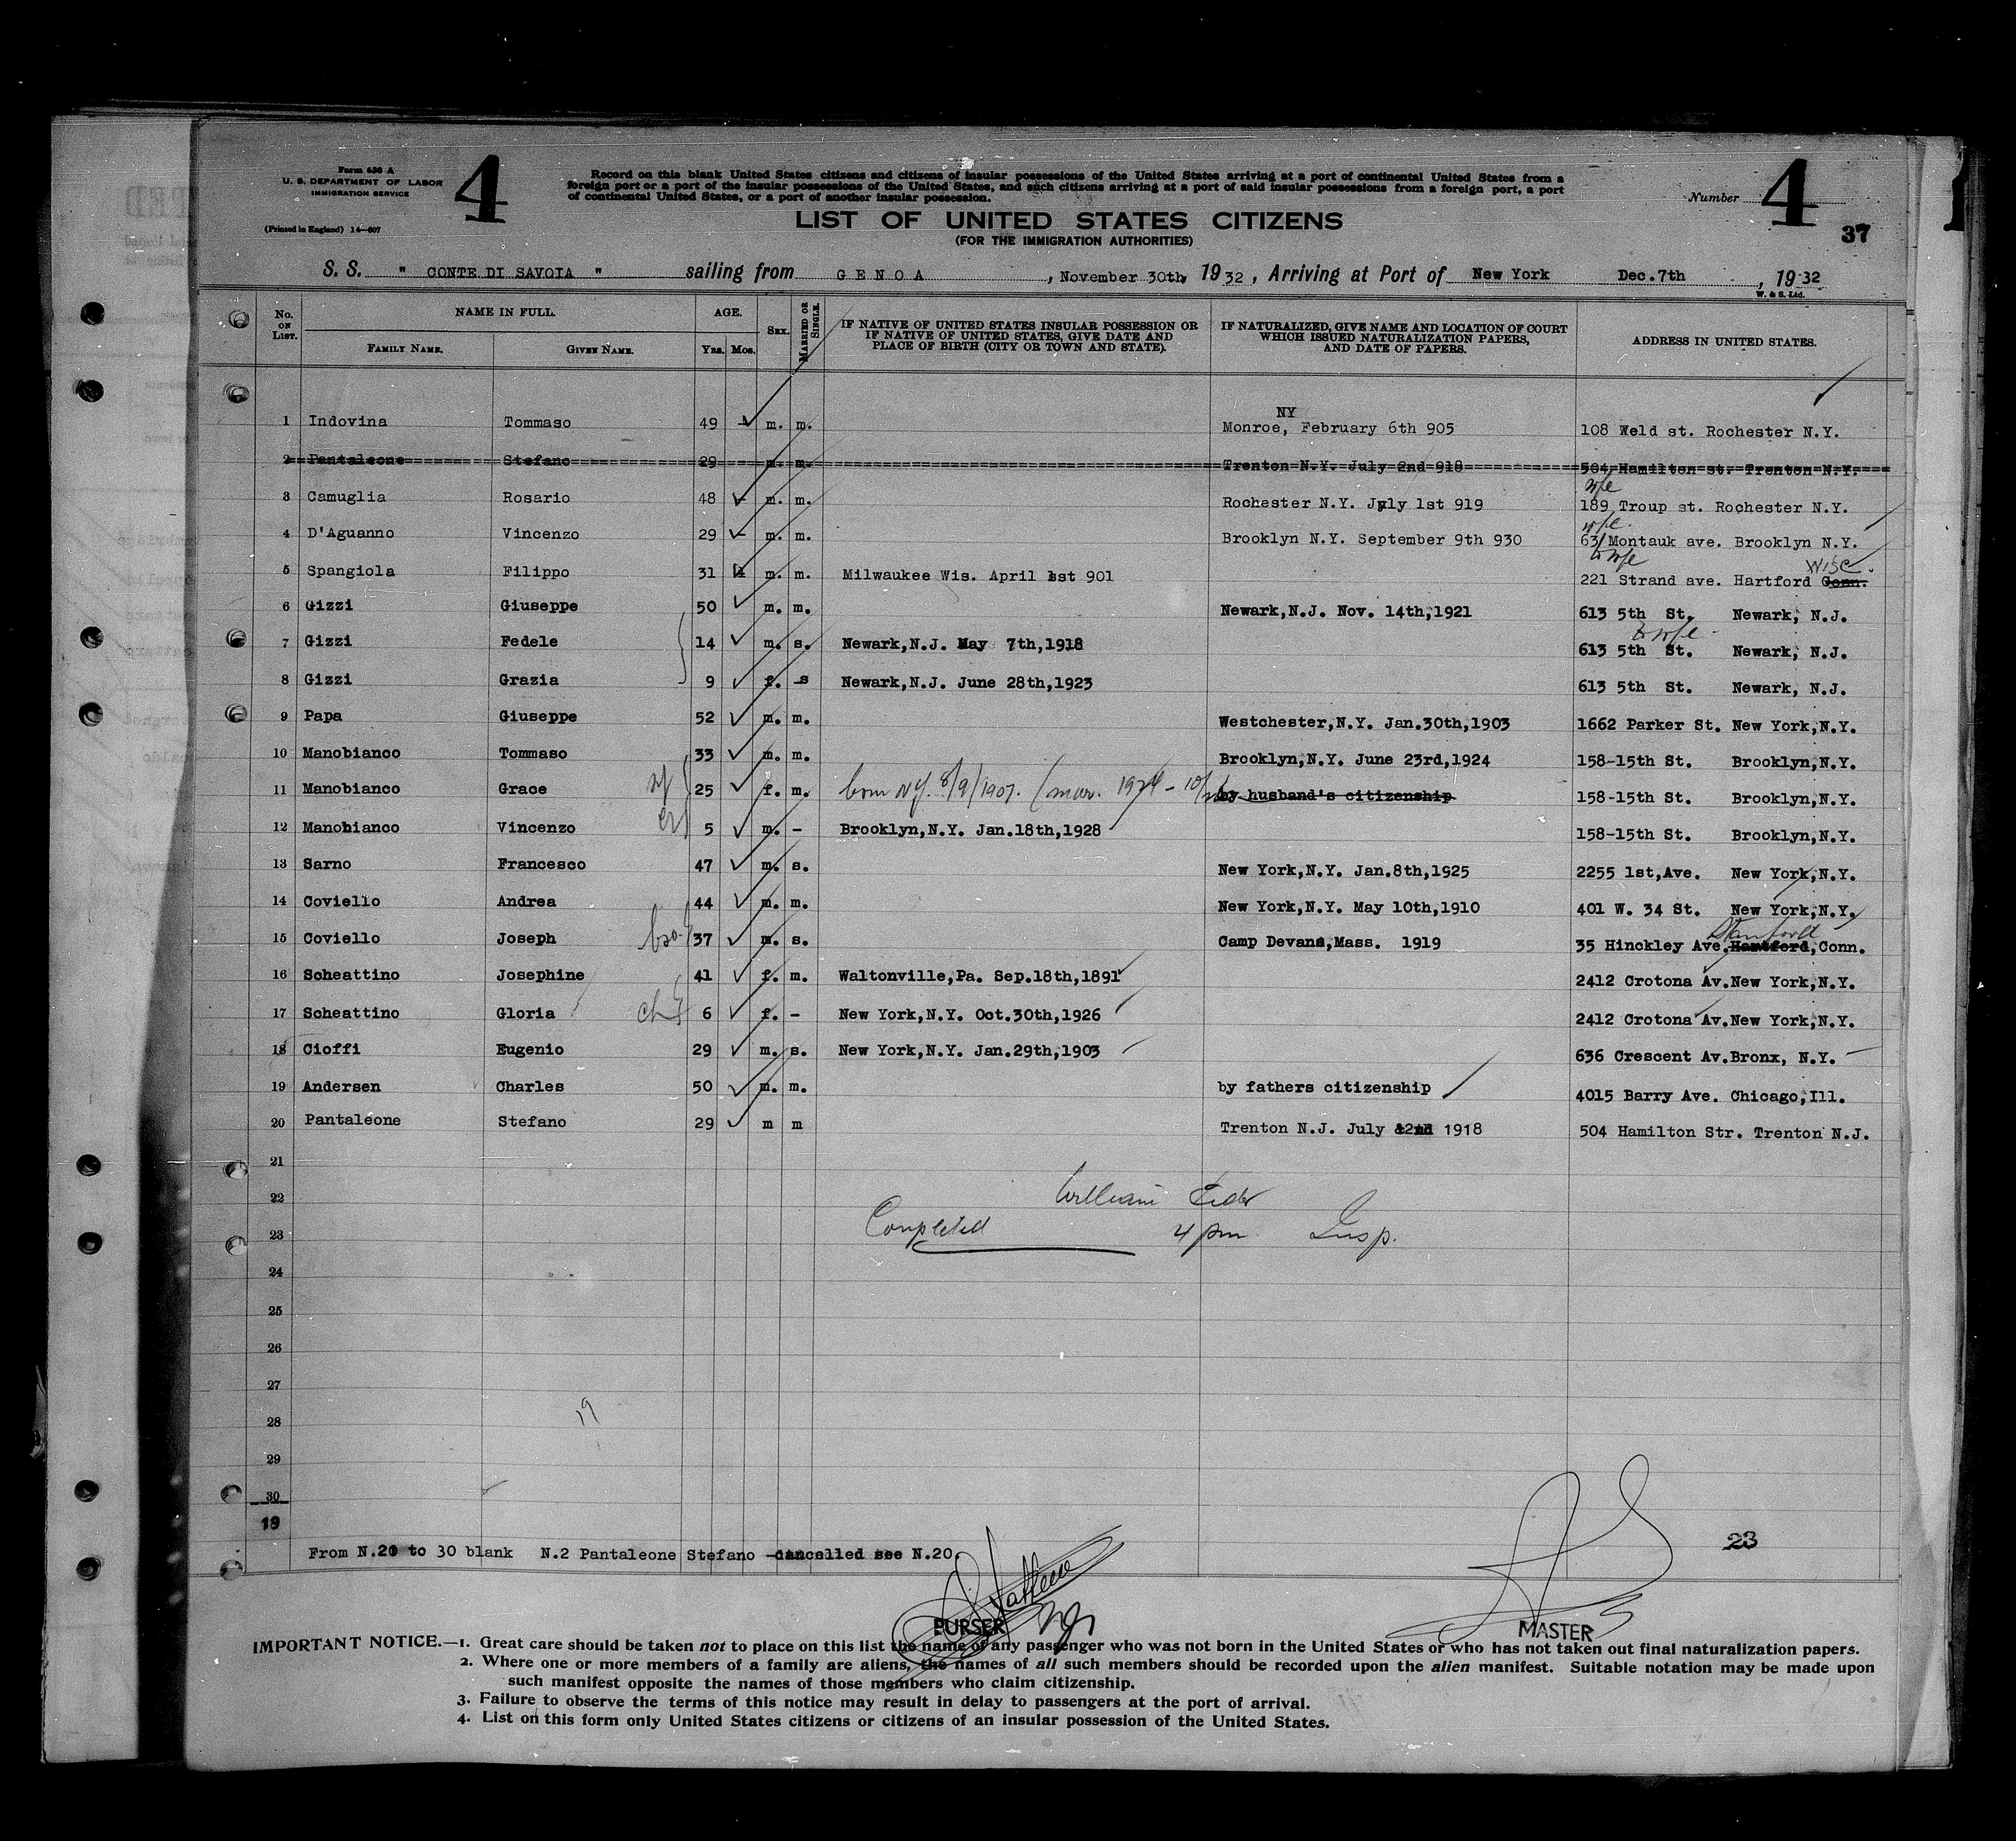 Form 630 A
U. S. DEPARTMENT OF LABOR
IMMIGRATION SERVICE
(Printed in England) 14—607
4
Record on this blank United States citizens and citizens of insular possessions of the United States arriving at a port of continental United States from a
foreign port or a port of the insular possessions of the United States, and such citizens arriving at a port of said insular possessions from a foreign port, a port
of continental United States, or a port of another insular possession.
Number 4
37
LIST OF UNITED STATES CITIZENS
(FOR THE IMMIGRATION AUTHORITIES)
S. S. " CONTE DI SAVOIA " sailing from GENOA, November 30th, 1932, Arriving at Port of New York Dec.7th, 1932
W. & S. Ltd.
No. ON LIST. NAME IN FULL. AGE. SEX. MARRIED OR SINGLE. IF NATIVE OF UNITED STATES INSULAR POSSESSION OR IF NATIVE OF UNITED STATES, GIVE DATE AND PLACE OF BIRTH (CITY OR TOWN AND STATE). IF NATURALIZED, GIVE NAME AND LOCATION OF COURT WHICH ISSUED NATURALIZATION PAPERS, AND DATE OF PAPERS. ADDRESS IN UNITED STATES.
FAMILY NAME. GIVEN NAME. YRS. MOS.
NY
1 Indovina Tommaso 49 - m. m. Monroe, February 6th 905 108 Weld st. Rochester N.Y.
2 Pantaleone Stefano 29 m. m. Trenton N.Y. July 2nd 918 504 Hamilton st. Trenton N.Y.
wfe
3 Camuglia Rosario 48 - m. m. Rochester N.Y. July 1st 919 189 Troup st. Rochester N.Y.
wfe.
4 D'Aguanno Vincenzo 29 - m. m. Brooklyn N.Y. September 9th 930 631 Montauk ave. Brooklyn N.Y.
to wfe
Wisc.
5 Spangiola Filippo 31 m. m. Milwaukee Wis. April 1st 901 221 Strand ave. Hartford Conn.
6 Gizzi Giuseppe 50 m. m. Newark,N.J. Nov. 14th,1921 613 5th St. Newark, N.J.
to wfe
7 Gizzi Fedele 14 m. s. Newark,N.J. May 7th,1918 613 5th St. Newark, N.J.
8 Gizzi Grazia 9 f. s Newark,N.J. June 28th,1923 613 5th St. Newark, N.J.
9 Papa Giuseppe 52 m. m. Westchester,N.Y. Jan.30th,1903 1662 Parker St. New York,N.Y.
10 Manobianco Tommaso 33 m. m. Brooklyn,N.Y. June 23rd,1924 158-15th St. Brooklyn,N.Y.
11 Manobianco Grace wf 25 f. m. born NY. 8/9/1907. (mar. by husband's citizenship 158-15th St. Brooklyn,N.Y.
12 Manobianco Vincenzo 5 m. - Brooklyn,N.Y. Jan.18th,1928 158-15th St. Brooklyn,N.Y.
13 Sarno Francesco 47 m. s. New York,N.Y. Jan.8th,1925 2255 1st,Ave. New York,N.Y.
14 Coviello Andrea 44 m. m. New York,N.Y. May 10th,1910 401 W. 34 St. New York,N.Y.
Stamford
15 Coviello Joseph bro. 37 m. s. Camp Devans,Mass. 1919 35 Hinckley Ave.Hamtford,Conn.
16 Scheattino Josephine 41 f. m. Waltonville,Pa. Sep.18th,1891 2412 Crotona Av.New York,N.Y.
17 Scheattino Gloria ch 6 f. - New York,N.Y. Oct.30th,1926 2412 Crotona Av.New York,N.Y.
18 Cioffi Eugenio 29 m. s. New York,N.Y. Jan.29th,1903 636 Crescent Av.Bronx, N.Y.
19 Andersen Charles 50 m. m. by fathers citizenship 4015 Barry Ave. Chicago,Ill.
20 Pantaleone Stefano 29 m m Trenton N.J. July 1918 504 Hamilton Str. Trenton N.J.
21
22 William
23 Completed 4 pm Insp.
24
25
26
27
28
19
29
30
19
23
From N.20 to 30 blank N.2 Pantaleone Stefano cancelled see N.20.
PURSER
MASTER
IMPORTANT NOTICE.—1. Great care should be taken not to place on this list the name of any passenger who was not born in the United States or who has not taken out final naturalization papers.
2. Where one or more members of a family are aliens, the names of all such members should be recorded upon the alien manifest. Suitable notation may be made upon
such manifest opposite the names of those members who claim citizenship.
3. Failure to observe the terms of this notice may result in delay to passengers at the port of arrival.
4. List on this form only United States citizens or citizens of an insular possession of the United States.